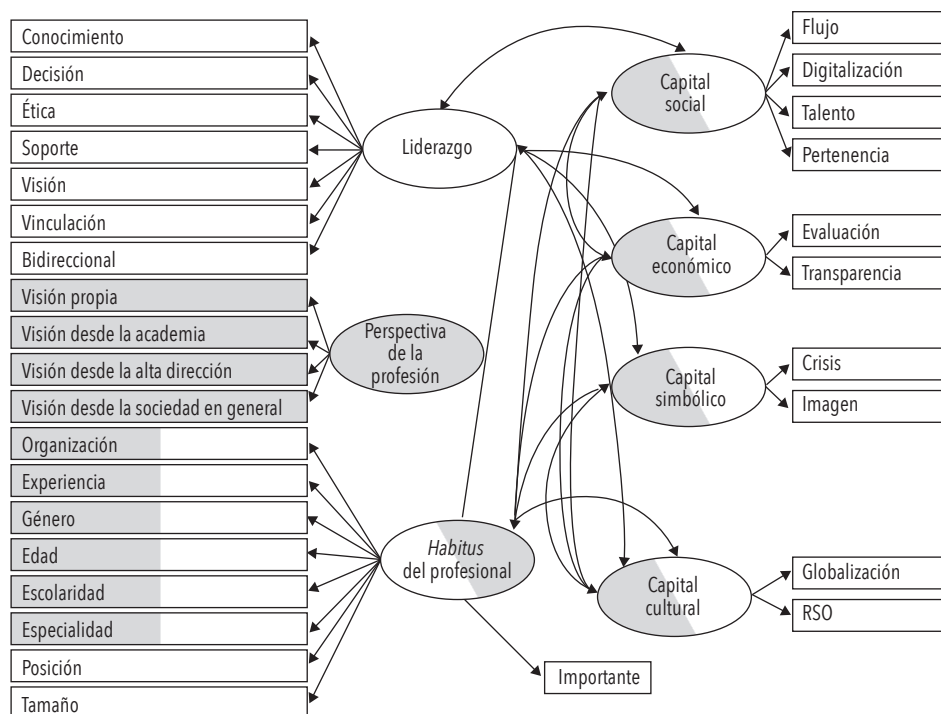 Conocimiento
Decisión
Ética
Soporte
Visión
Vinculación
Bidireccional
Visión propia
Visión desde la academia
Visión desde la alta dirección
Visión desde la sociedad en general
Organización
Experiencia
Género
Edad
Escolaridad
Especialidad
Posición
Tamaño
Liderazgo
Perspectiva
de la
profesión
Habitus
del profesional
Importante
Capital
social
Capital
económico
Capital
simbólico
Capital
cultural
Flujo
Digitalización
Talento
Pertenencia
Evaluación
Transparencia
Crisis
Imagen
Globalización
RSO